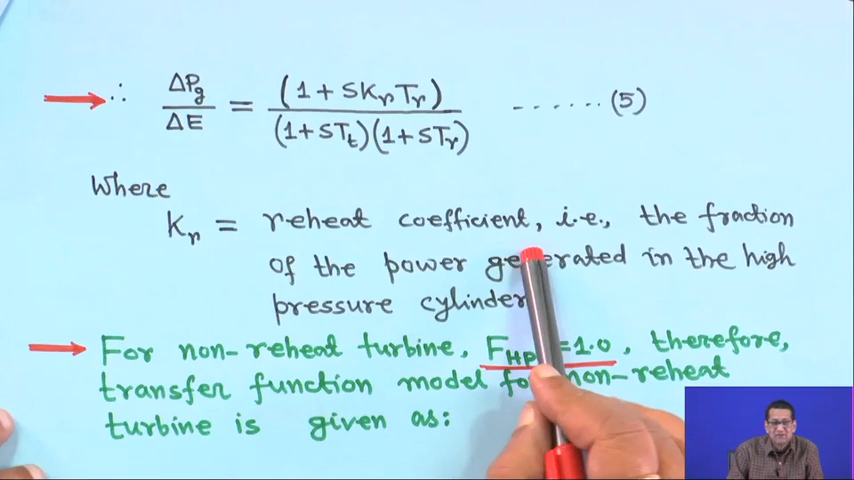 ∴ ΔPg/ΔE = (1 + SKrTr)/((1+STt)(1+STr)) ......(5)
Where
Kr = reheat coefficient, i.e., the fraction
of the power generated in the high
pressure cylinder
For non-reheat turbine, FHP =1.0, therefore,
transfer function model for non-reheat
turbine is given as: